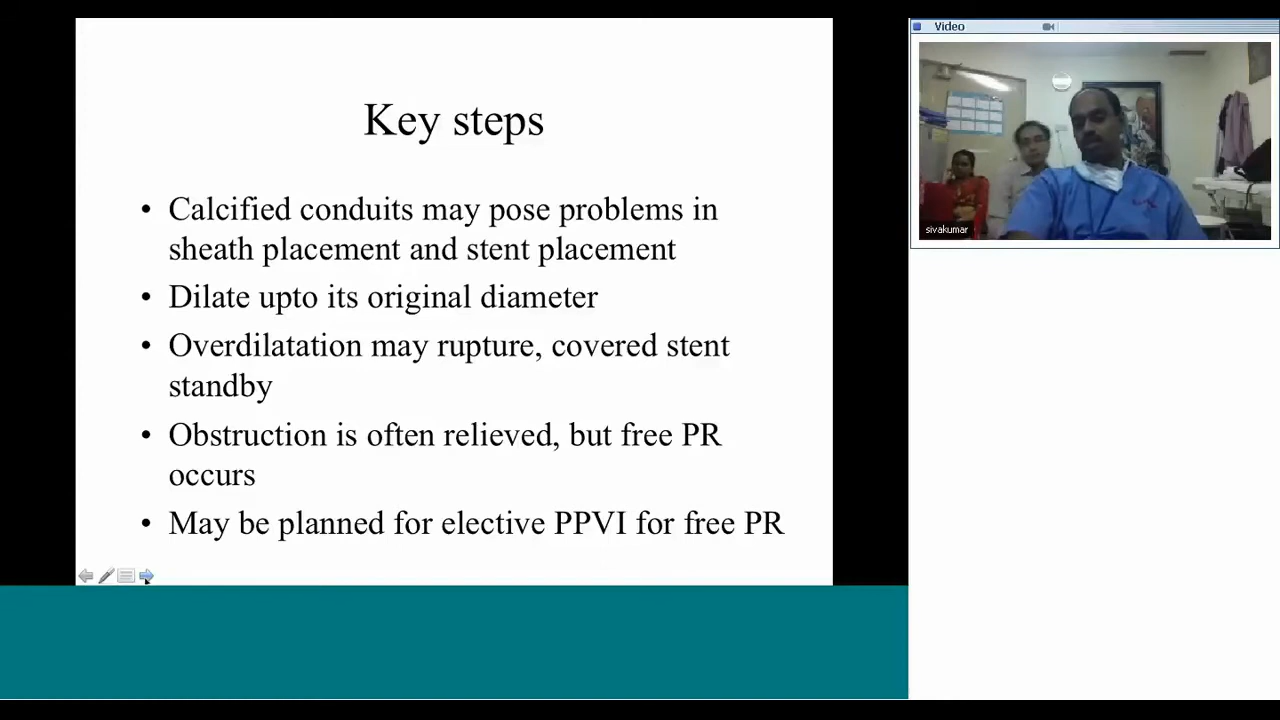 Key steps
• Calcified conduits may pose problems in
sheath placement and stent placement
• Dilate upto its original diameter
• Overdilatation may rupture, covered stent
standby
• Obstruction is often relieved, but free PR
occurs
• May be planned for elective PPVI for free PR
Video
sivakumar